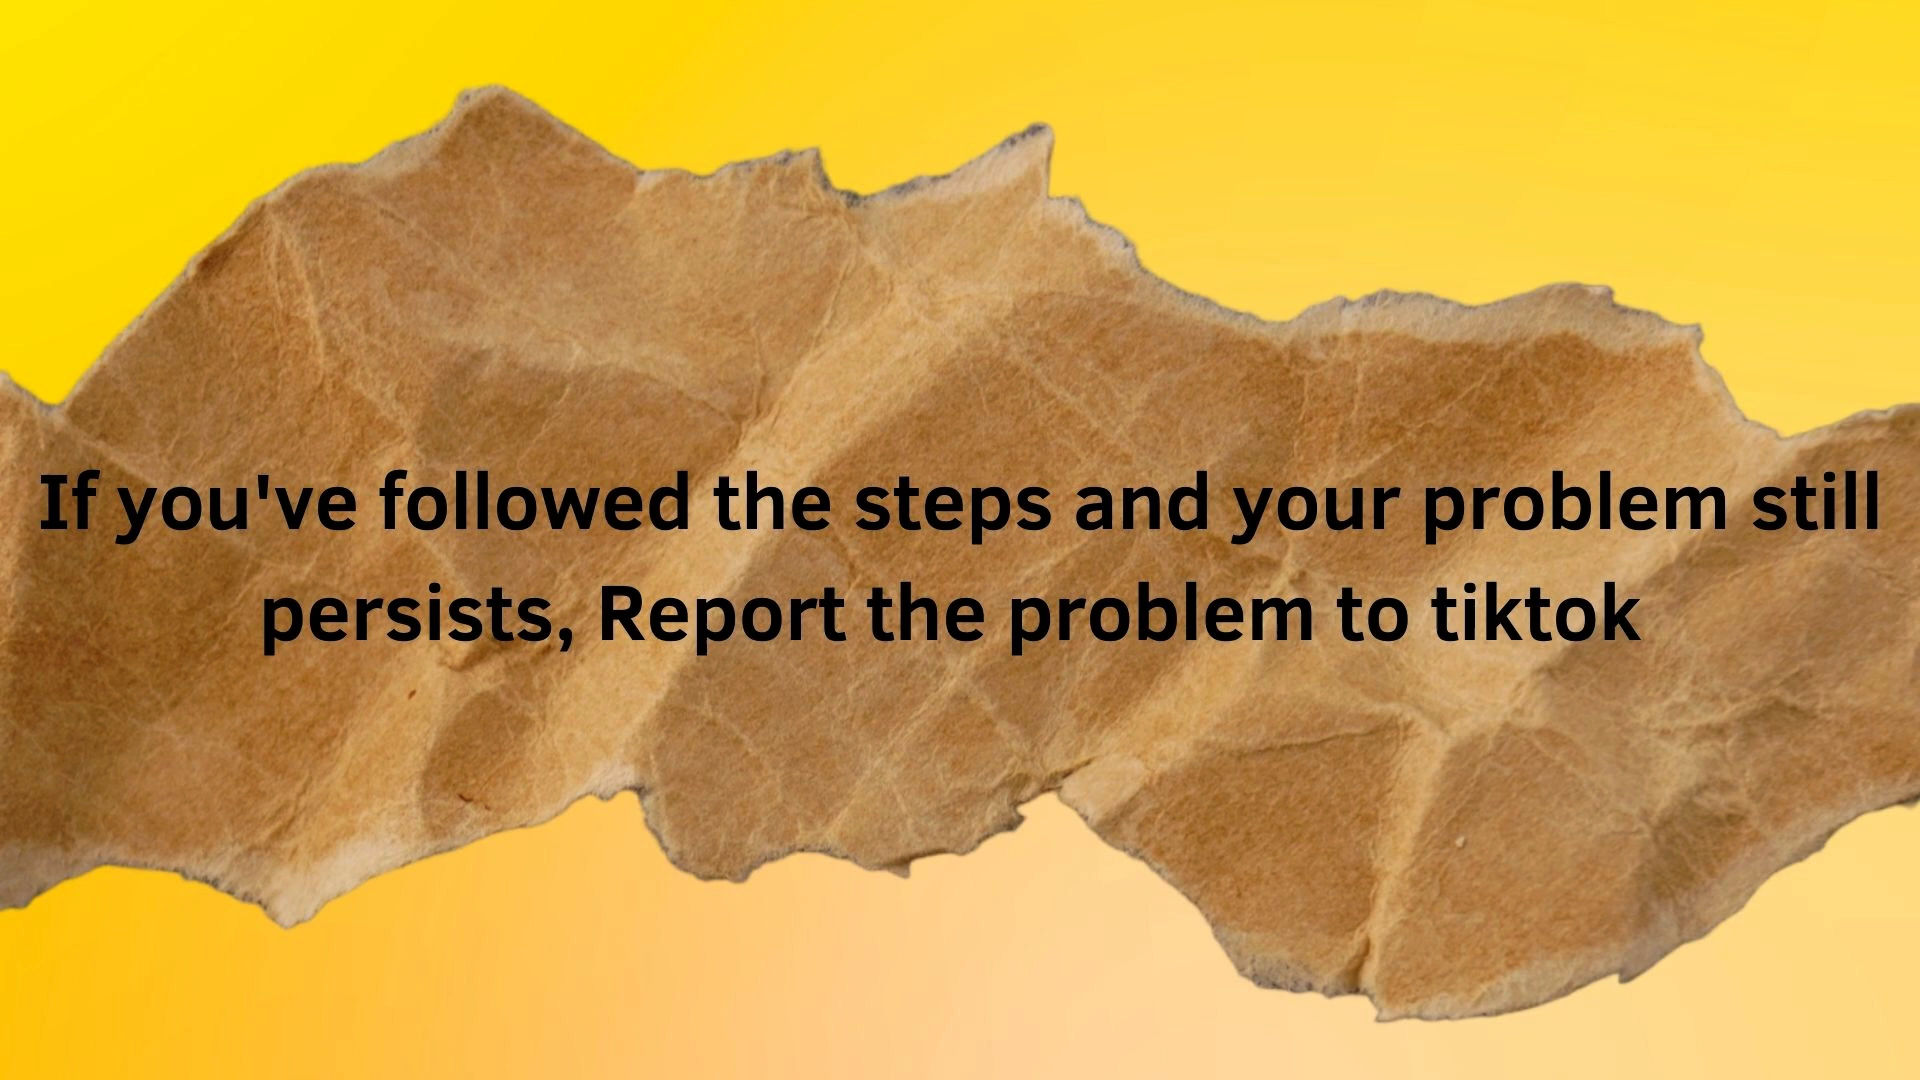 If you've followed the steps and your problem still
persists, Report the problem to tiktok